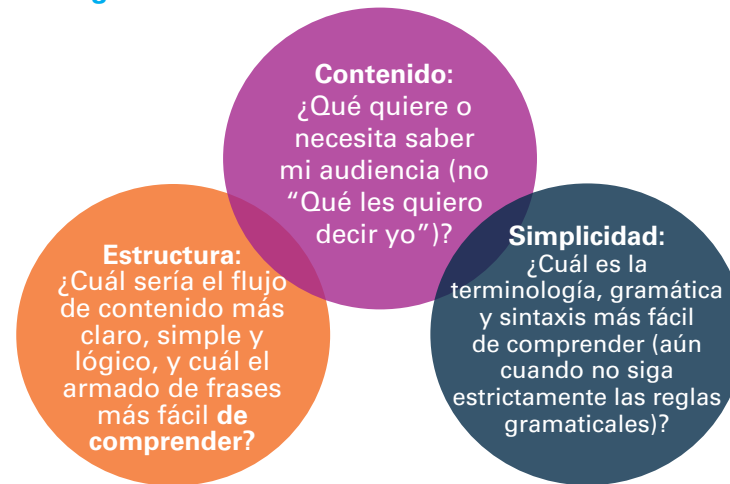 Contenido:
¿Qué quiere o
necesita saber
mi audiencia (no
“Qué les quiero
decir yo”)?
Estructura:
¿Cuál sería el flujo
de contenido más
claro, simple y
lógico, y cuál el
armado de frases
más fácil de
comprender?
Simplicidad:
¿Cuál es la
terminología, gramática
y sintaxis más fácil
de comprender (aún
cuando no siga
estrictamente las reglas
gramaticales)?